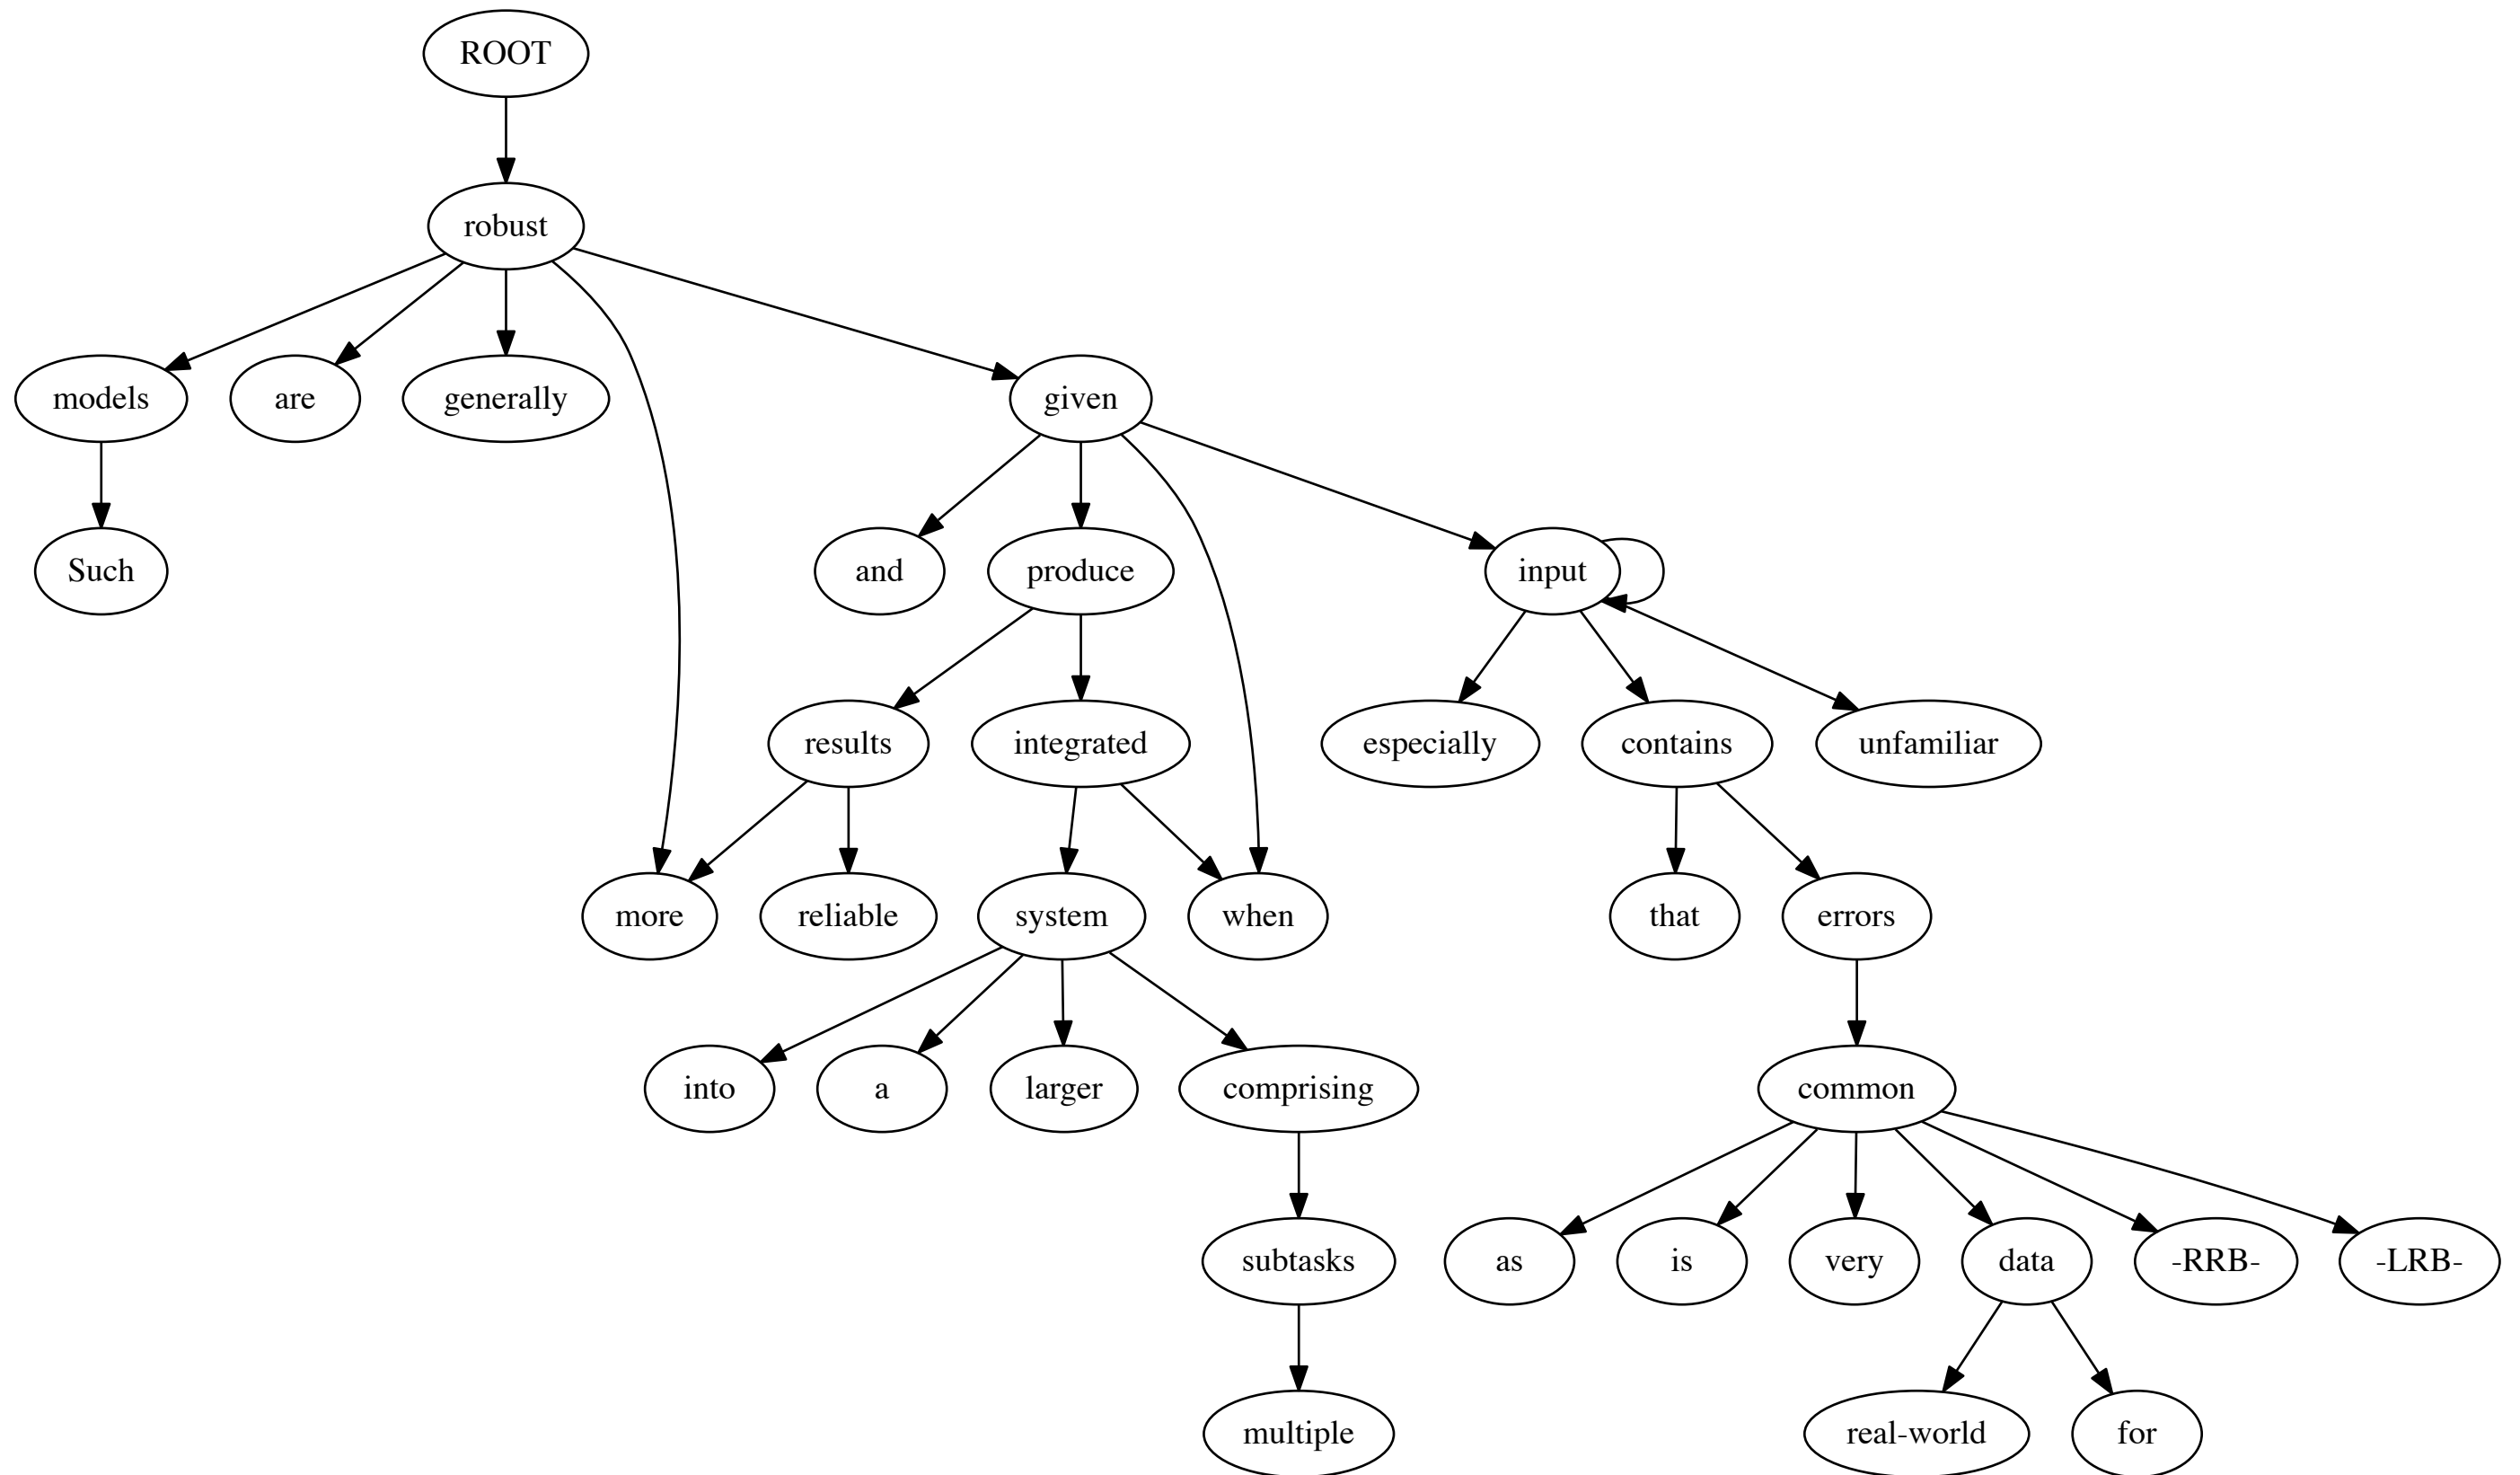 ROOT
robust
models are generally given
Such and produce input
results integrated especially contains unfamiliar
more reliable system when that errors
into a larger comprising common
subtasks as is very data -RRB- -LRB-
multiple real-world for